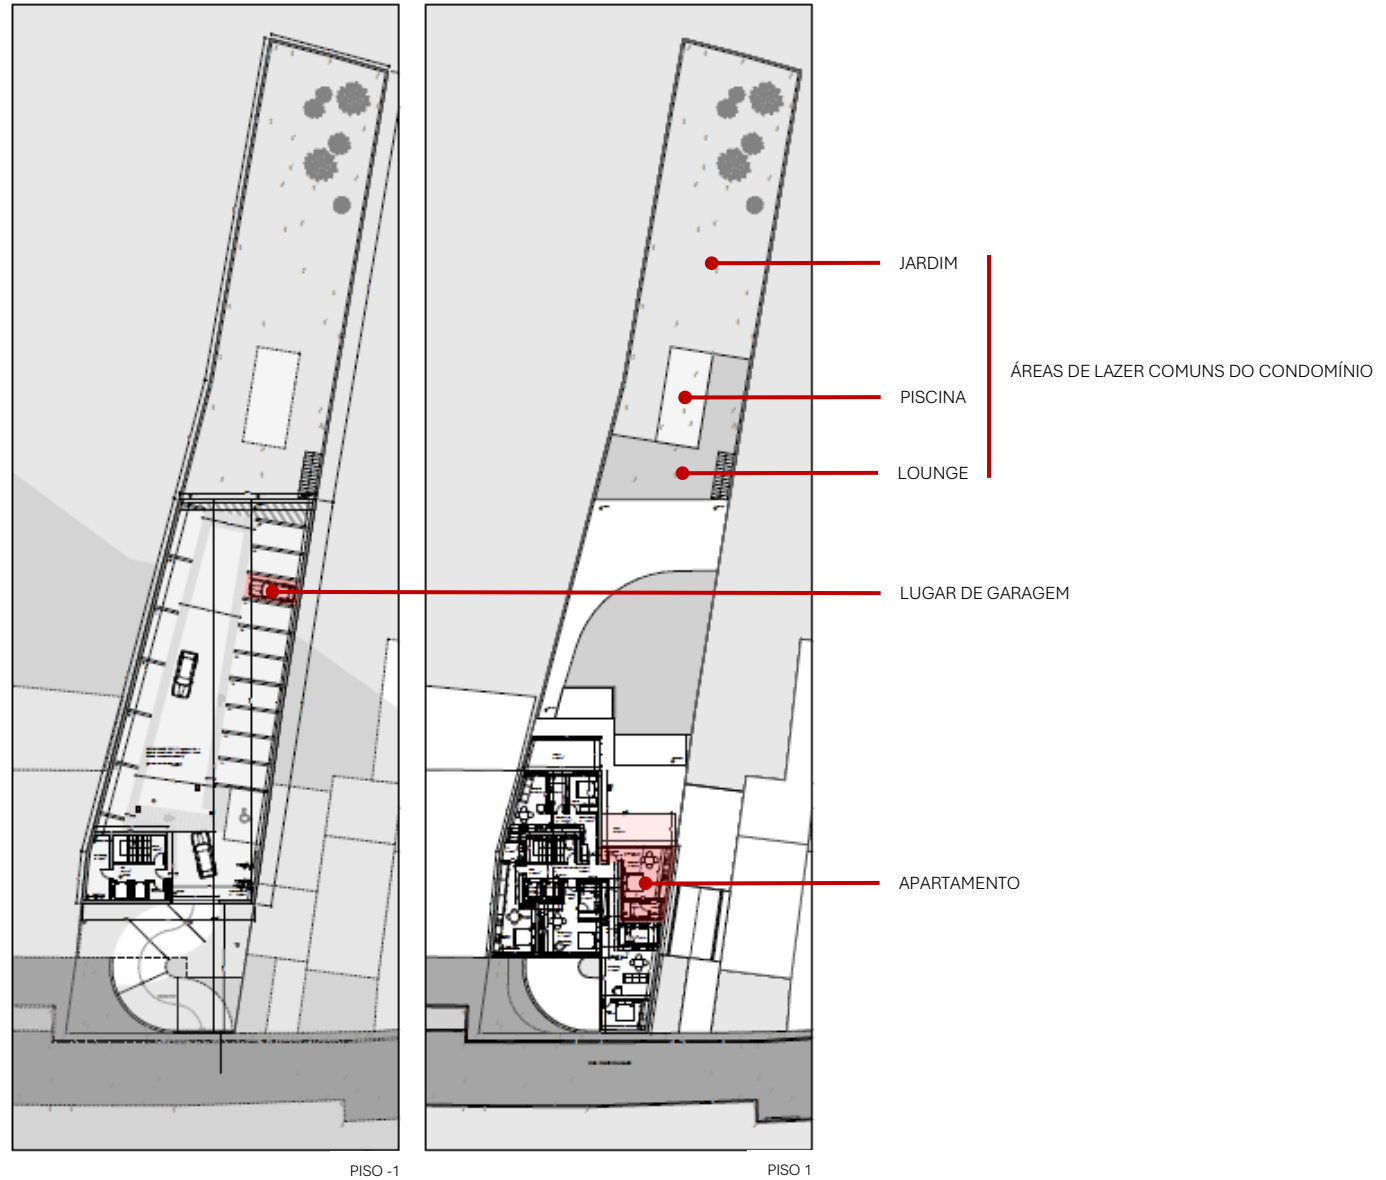 JARDIM
ÁREAS DE LAZER COMUNS DO CONDOMÍNIO
PISCINA
LOUNGE
LUGAR DE GARAGEM
APARTAMENTO
PISO -1
PISO 1